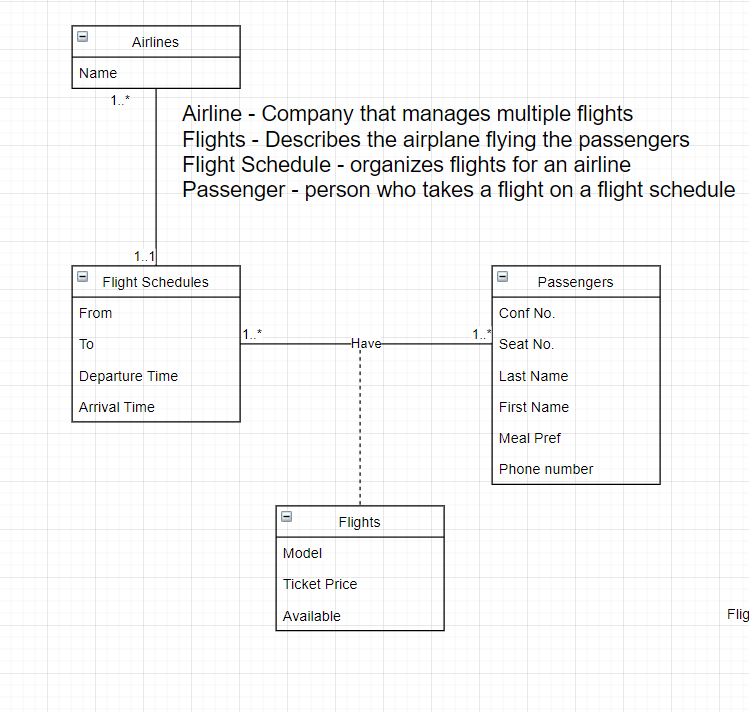 Airlines
Name
1..*
Airline - Company that manages multiple flights
Flights - Describes the airplane flying the passengers
Flight Schedule - organizes flights for an airline
Passenger - person who takes a flight on a flight schedule
1..1
Flight Schedules
From
To
Departure Time
Arrival Time
1..*
Have
1..*
Passengers
Conf No.
Seat No.
Last Name
First Name
Meal Pref
Phone number
Flights
Model
Ticket Price
Available
Flig